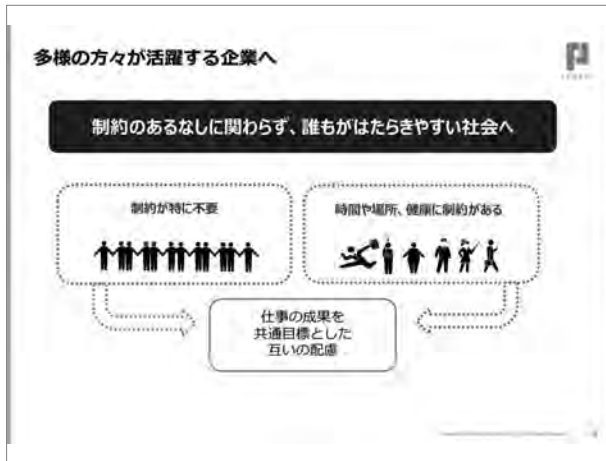 多様の方々が活躍する企業へ
制約のあるなしに関わらず、誰もがはたらきやすい社会へ
制約が特に不要
時間や場所、健康に制約がある
仕事の成果を
共通目標とした
互いの配慮